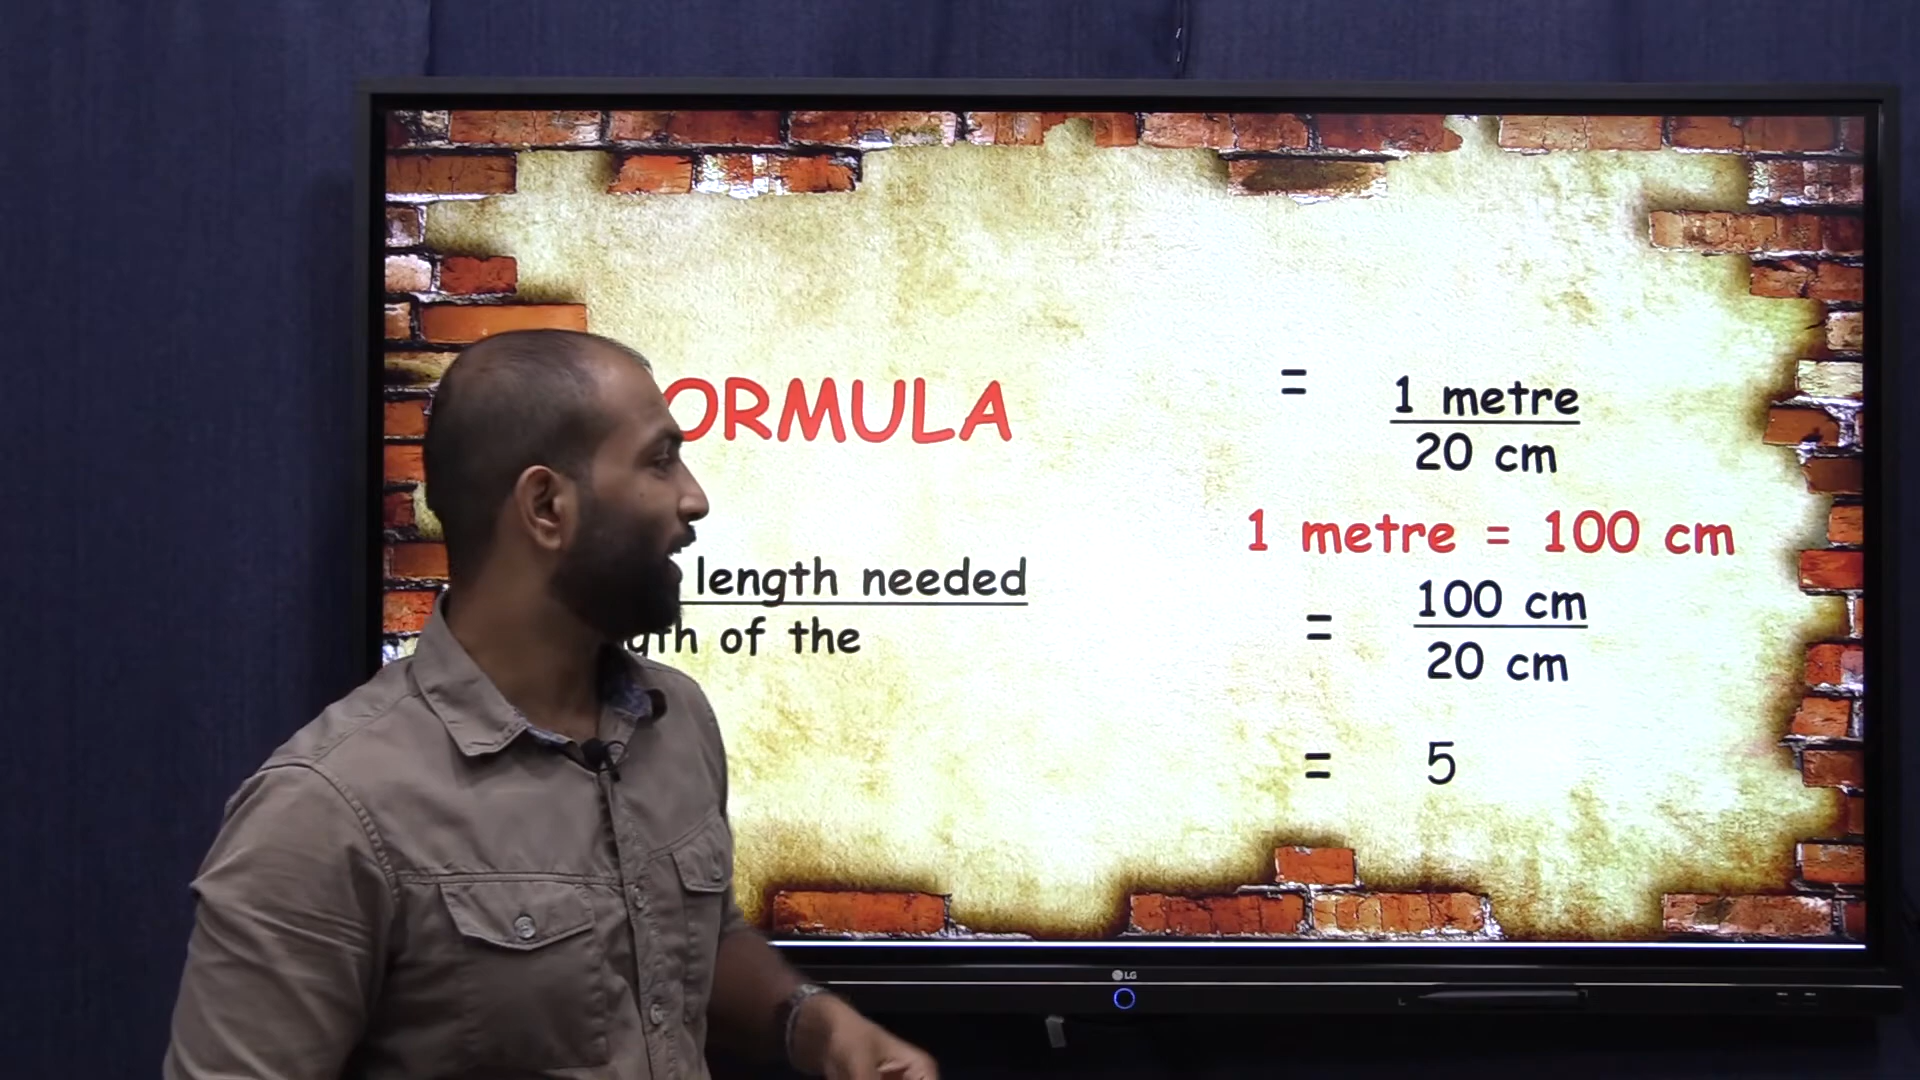 ORMULA
length needed
gth of the
= 1 metre
20 cm
1 metre = 100 cm
= 100 cm
20 cm
= 5
LG